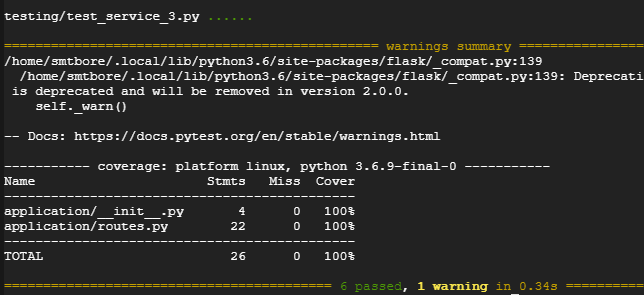 testing/test_service_3.py ......
============================================== warnings summary ===============
/home/smtbore/.local/lib/python3.6/site-packages/flask/_compat.py:139
/home/smtbore/.local/lib/python3.6/site-packages/flask/_compat.py:139: Deprecati
is deprecated and will be removed in version 2.0.0.
self._warn()
-- Docs: https://docs.pytest.org/en/stable/warnings.html
----------- coverage: platform linux, python 3.6.9-final-0 -----------
Name Stmts Miss Cover
---------------------------------------------
application/__init__.py 4 0 100%
application/routes.py 22 0 100%
---------------------------------------------
TOTAL 26 0 100%
========================================= 6 passed, 1 warning in 0.34s ==========